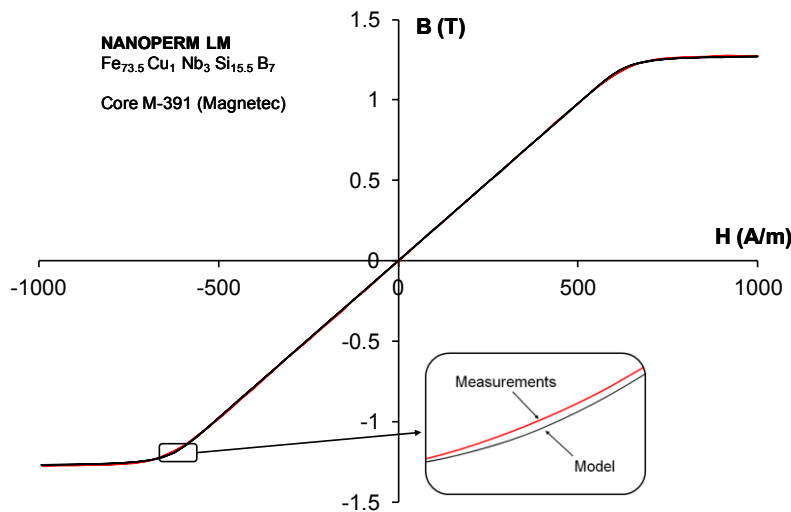 1.5
B (T)
NANOPERM LM
Fe73.5 Cu1 Nb3 Si15.5 B7
Core M-391 (Magnetec)
1
0.5
H (A/m)
0
-1000
-500
0
500
1000
-0.5
Measurements
-1
Model
-1.5